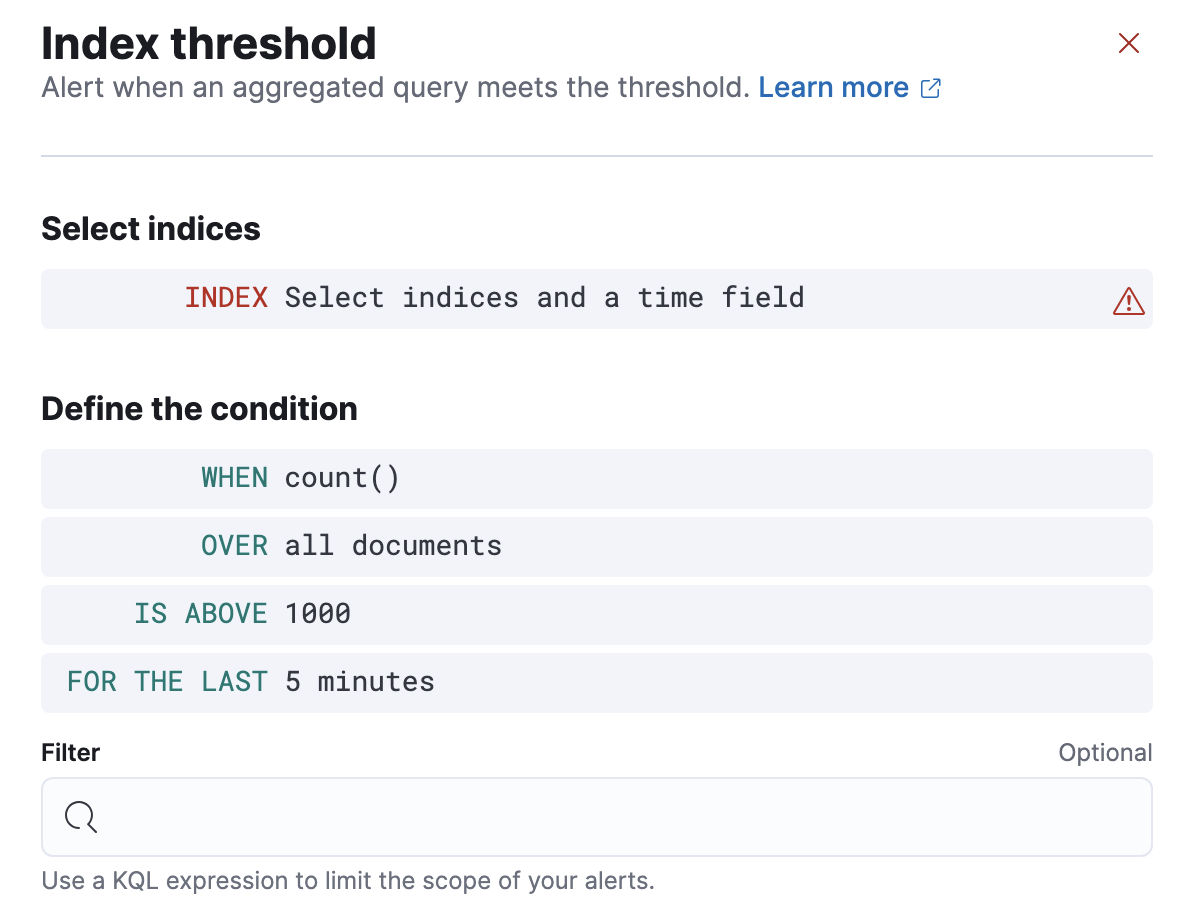 Index threshold
Alert when an aggregated query meets the threshold. Learn more
Select indices
INDEX Select indices and a time field
Define the condition
WHEN count()
OVER all documents
IS ABOVE 1000
FOR THE LAST 5 minutes
Filter Optional
Use a KQL expression to limit the scope of your alerts.